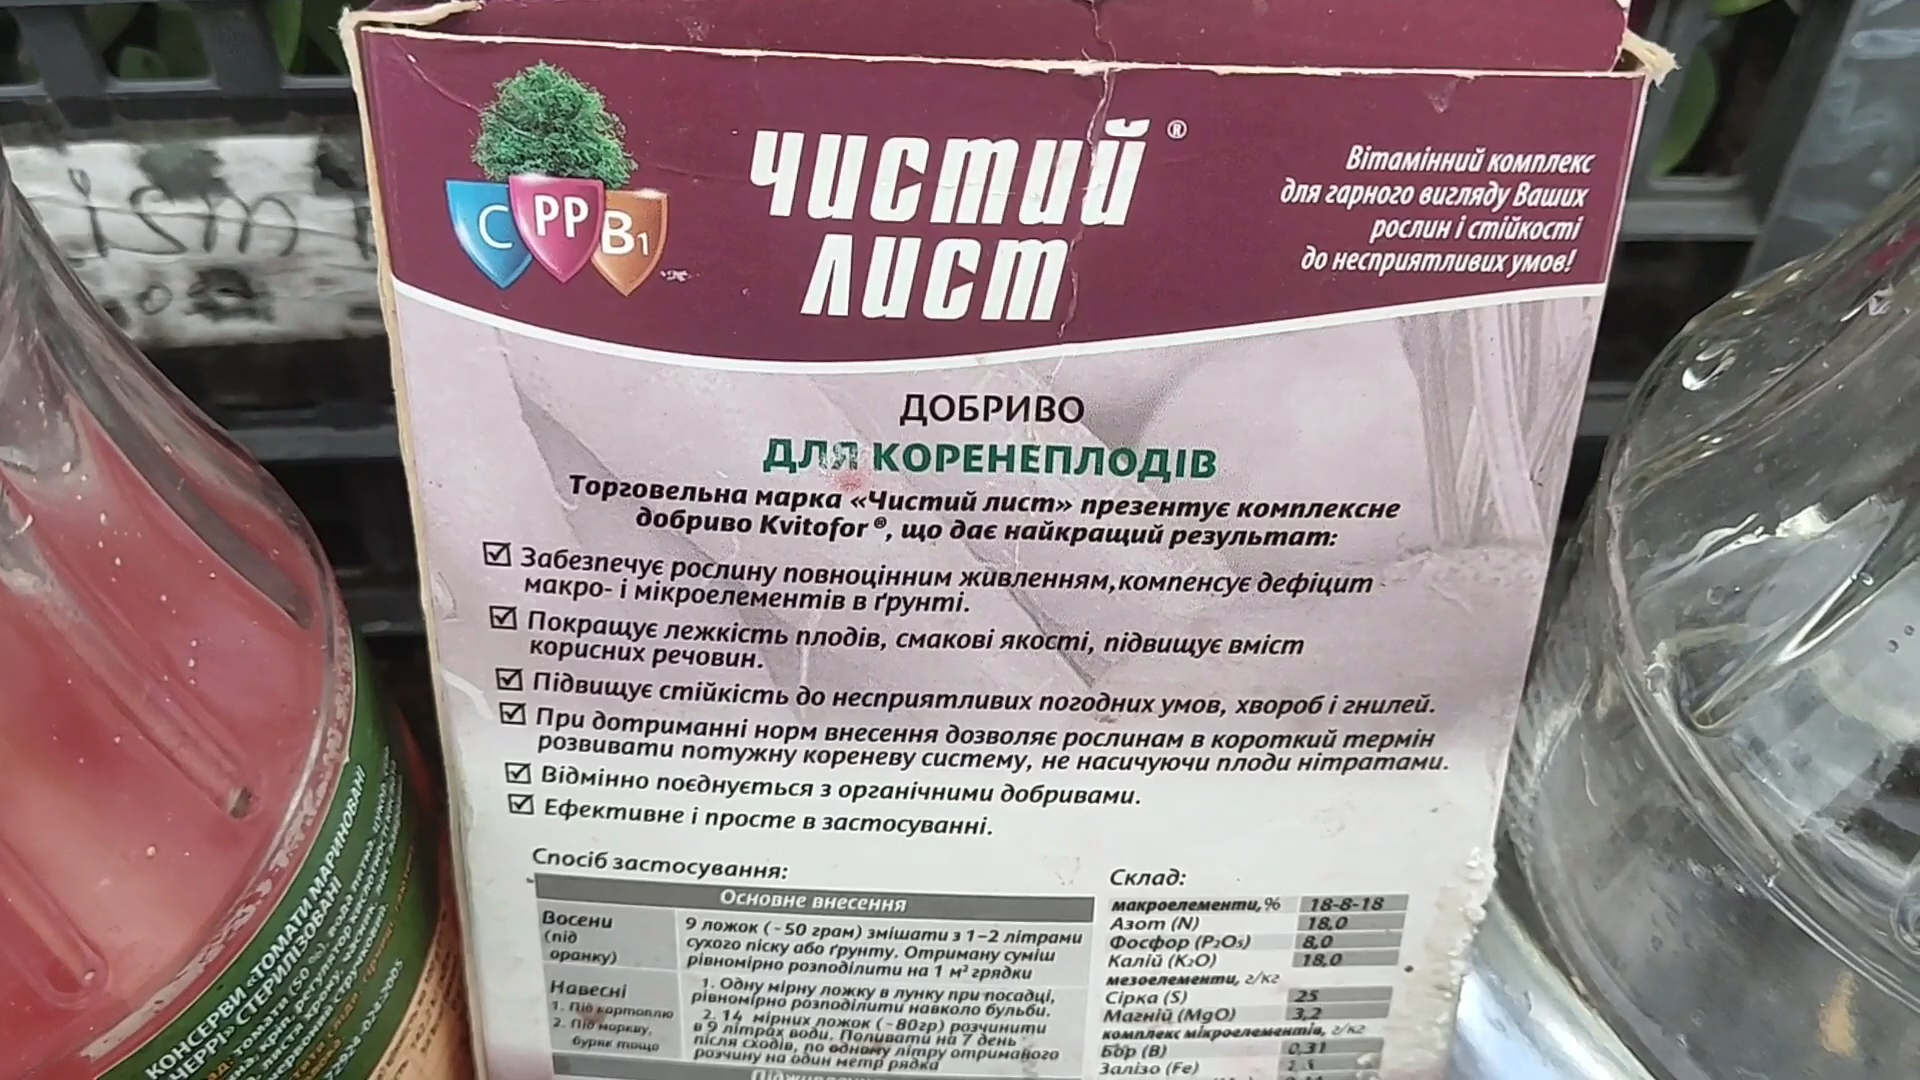 C PP B1
ЧИСТИЙ ®
ЛИСТ
Вітамінний комплекс
для гарного вигляду Ваших
рослин і стійкості
до несприятливих умов!
ДОБРИВО
ДЛЯ КОРЕНЕПЛОДІВ
Торговельна марка «Чистий лист» презентує комплексне
добриво Kvitofor®, що дає найкращий результат:
☑ Забезпечує рослину повноцінним живленням, компенсує дефіцит
макро- і мікроелементів в ґрунті.
☑ Покращує лежкість плодів, смакові якості, підвищує вміст
корисних речовин.
☑ Підвищує стійкість до несприятливих погодних умов, хвороб і гнилей.
☑ При дотриманні норм внесення дозволяє рослинам в короткий термін
розвивати потужну кореневу систему, не насичуючи плоди нітратами.
☑ Відмінно поєднується з органічними добривами.
☑ Ефективне і просте в застосуванні.
Спосіб застосування:
Основне внесення
Восени
(під
оранку)
9 ложок (~50 грам) змішати з 1–2 літрами
сухого піску або ґрунту. Отриману суміш
рівномірно розподілити на 1 м² грядки
Навесні
1. Під картоплю
2. Під моркву,
буряк тощо
1. Одну мірну ложку в лунку при посадці,
рівномірно розподілити навколо бульби.
2. 14 мірних ложок (~80гр) розчинити
в 9 літрах води. Поливати на 7 день
після сходів, по одному літру отриманого
розчину на один метр рядка
Склад:
макроелементи,% 18-8-18
Азот (N) 18,0
Фосфор (P₂O₅) 8,0
Калій (K₂O) 18,0
мезоелементи, г/кг
Сірка (S) 25
Магній (MgO) 3,2
комплекс мікроелементів, г/кг
Бор (B) 0,31
Залізо (Fe)
КОНСЕРВИ «ТОМАТИ МАРИНОВАНІ
ЧЕРРІ» СТЕРИЛІЗОВАНІ